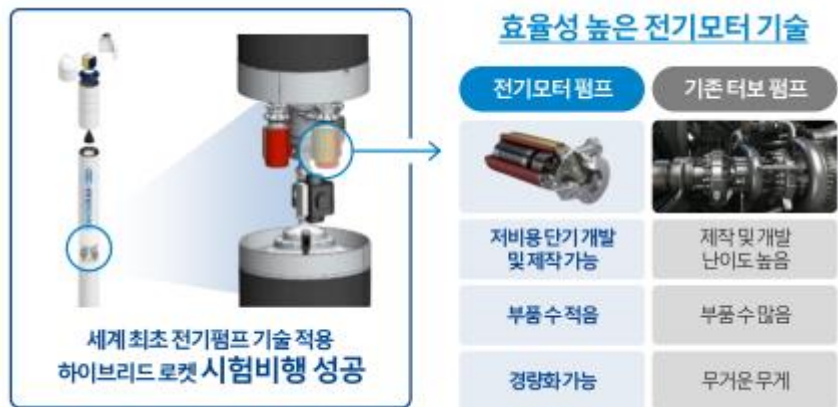 세계 최초 전기펌프 기술 적용
하이브리드 로켓 시험비행 성공
효율성 높은 전기모터 기술
전기모터 펌프
기존 터보 펌프
저비용 단기 개발
및 제작 가능
제작 및 개발
난이도 높음
부품 수 적음
부품 수 많음
경량화 가능
무거운 무게